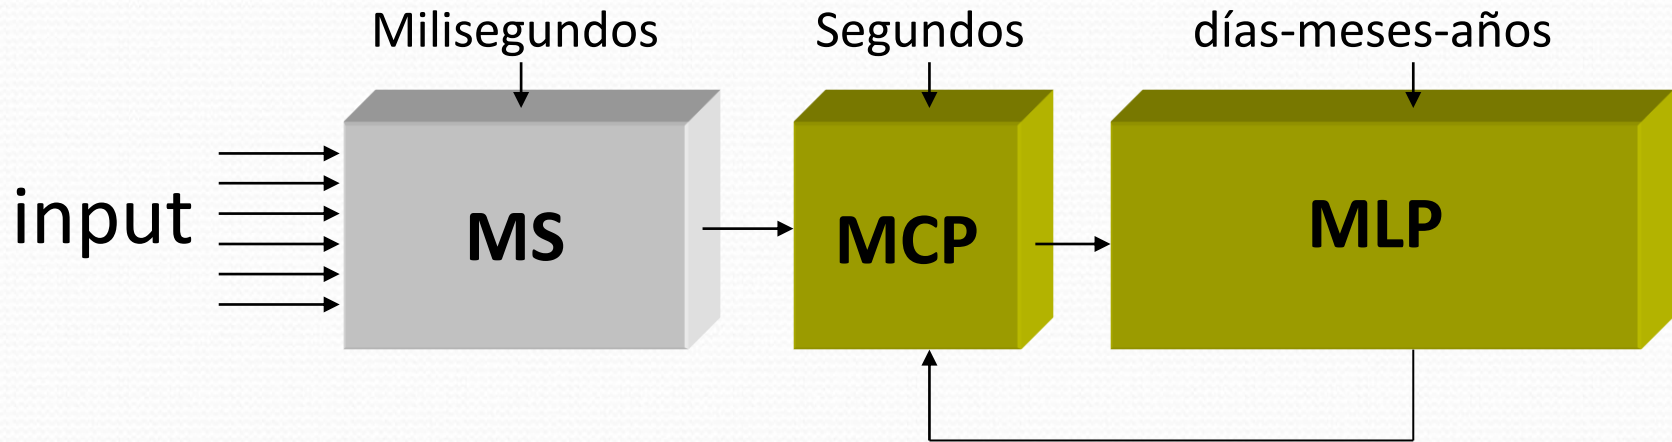 Milisegundos
Segundos
días-meses-años
input
MS
MCP
MLP